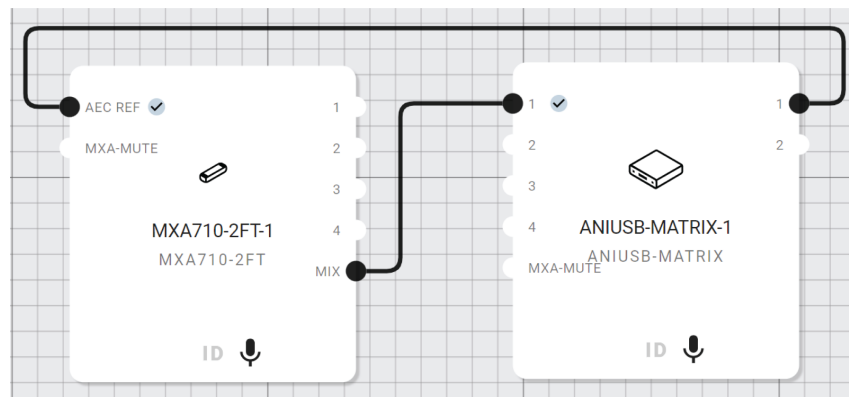 AEC REF 1
MXA-MUTE 2
3
4
MIX
MXA710-2FT-1
MXA710-2FT
ID
1 1
2 2
3
4
MXA-MUTE
ANIUSB-MATRIX-1
ANIUSB-MATRIX
ID